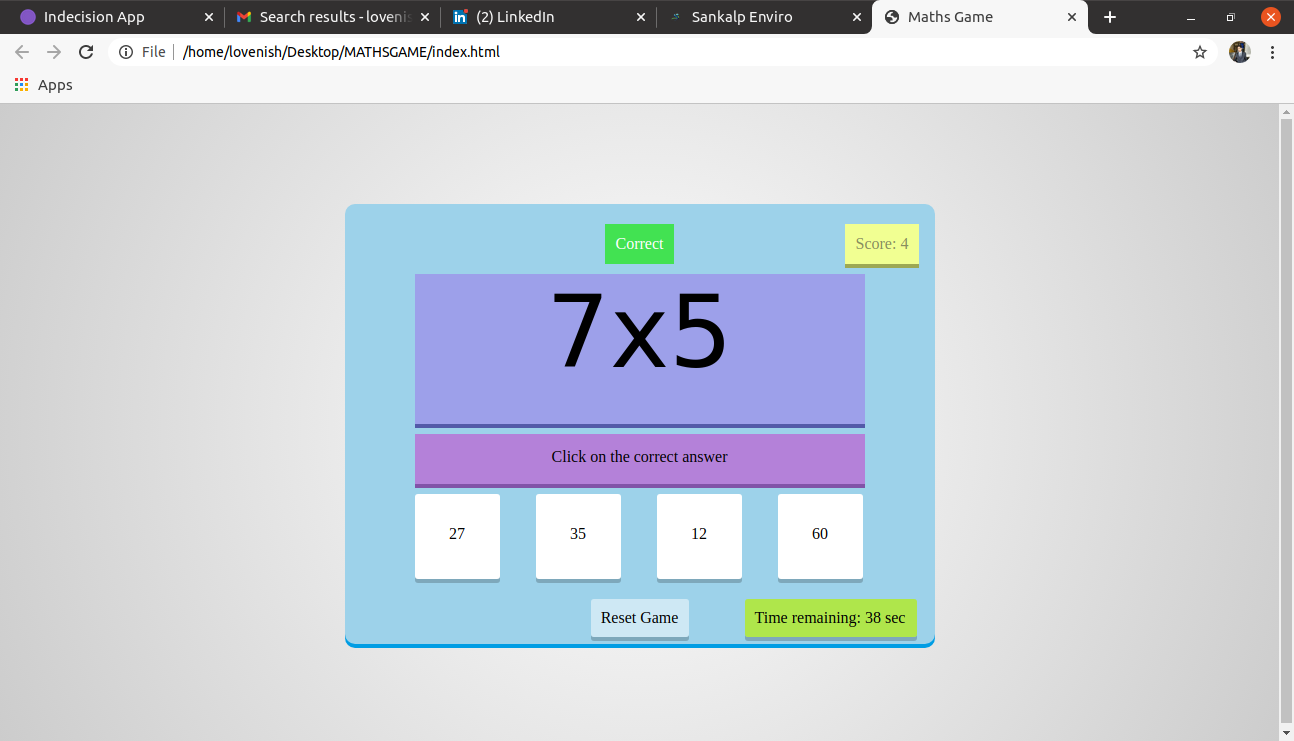 Indecision App
Search results - lovenis
(2) LinkedIn
Sankalp Enviro
Maths Game
File
/home/lovenish/Desktop/MATHSGAME/index.html
Apps
Correct
Score: 4
7x5
Click on the correct answer
27 35 12 60
Reset Game
Time remaining: 38 sec